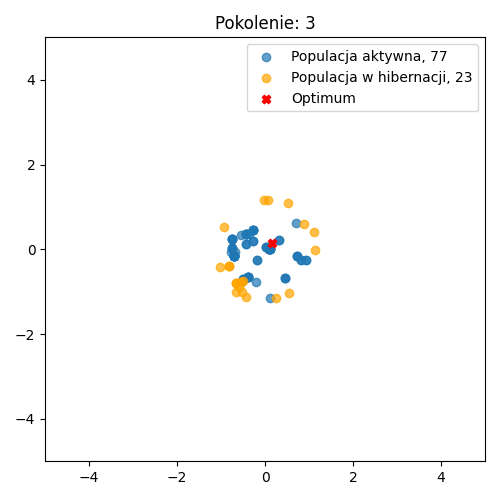 Pokolenie: 3
Populacja aktywna, 77
Populacja w hibernacji, 23
Optimum
4
2
0
−2
−4
−4 −2 0 2 4